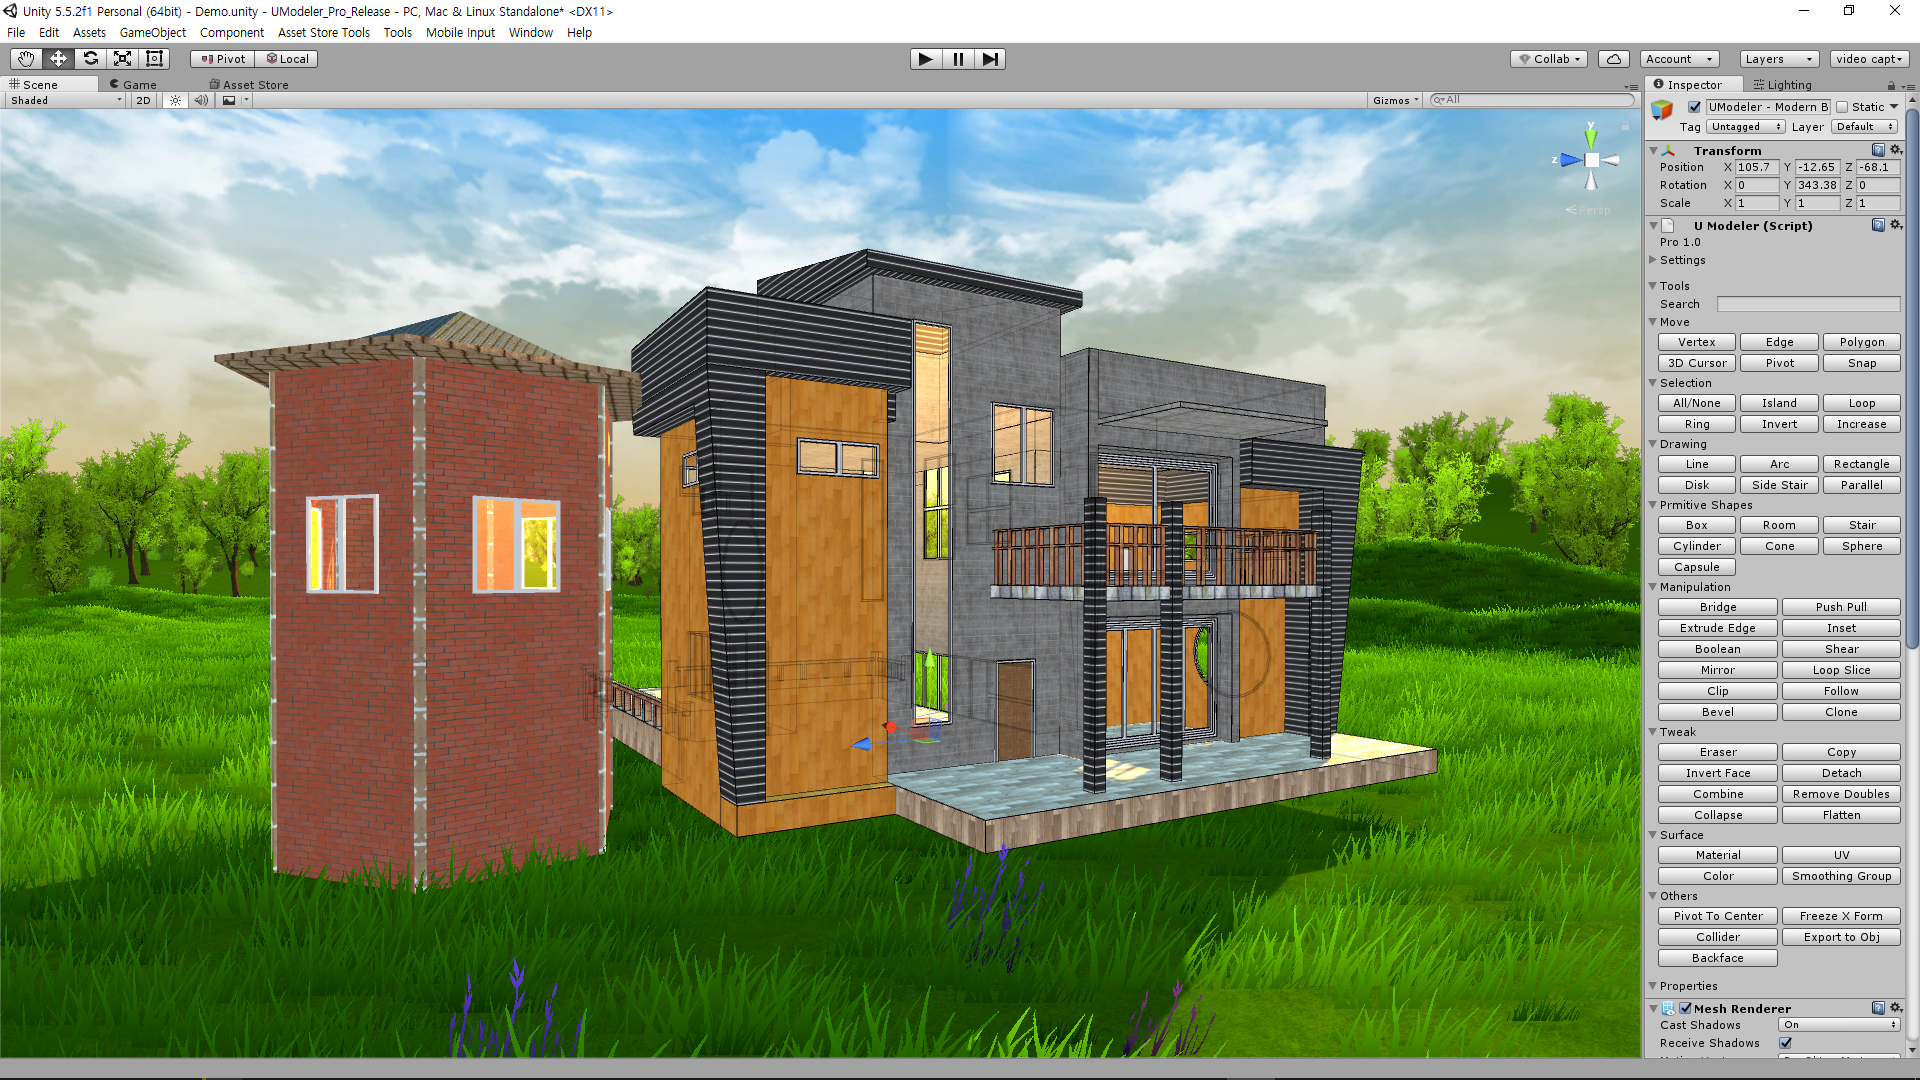 Unity 5.5.2f1 Personal (64bit) - Demo.unity - UModeler_Pro_Release - PC, Mac & Linux Standalone* <DX11>
File Edit Assets GameObject Component Asset Store Tools Tools Mobile Input Window Help
Pivot Local Collab Account Layers video capt
Scene Game Asset Store Inspector Lighting
Shaded 2D Gizmos All
UModeler - Modern B Static
Tag Untagged Layer Default
y
z
Persp
Transform
Position X 105.7 Y -12.65 Z -68.1
Rotation X 0 Y 343.38 Z 0
Scale X 1 Y 1 Z 1
U Modeler (Script)
Pro 1.0
Settings
Tools
Search
Move
Vertex Edge Polygon
3D Cursor Pivot Snap
Selection
All/None Island Loop
Ring Invert Increase
Drawing
Line Arc Rectangle
Disk Side Stair Parallel
Prmitive Shapes
Box Room Stair
Cylinder Cone Sphere
Capsule
Manipulation
Bridge Push Pull
Extrude Edge Inset
Boolean Shear
Mirror Loop Slice
Clip Follow
Bevel Clone
Tweak
Eraser Copy
Invert Face Detach
Combine Remove Doubles
Collapse Flatten
Surface
Material UV
Color Smoothing Group
Others
Pivot To Center Freeze X Form
Collider Export to Obj
Backface
Properties
Mesh Renderer
Cast Shadows On
Receive Shadows